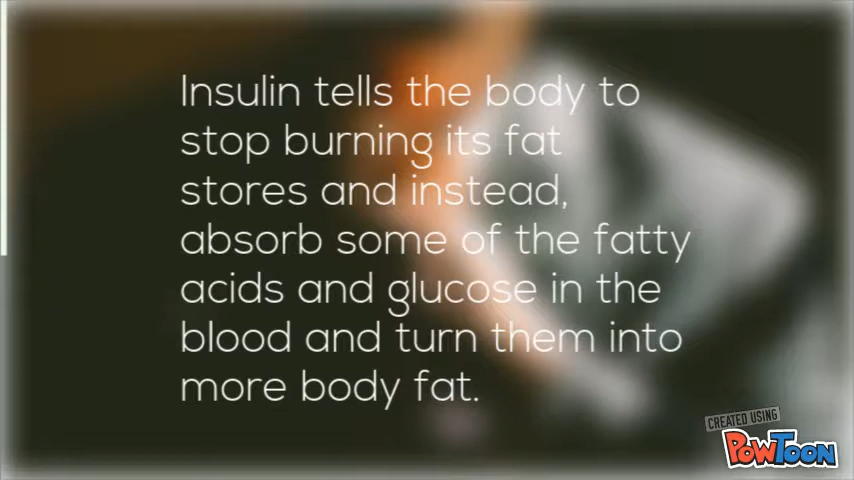 Insulin tells the body to
stop burning its fat
stores and instead,
absorb some of the fatty
acids and glucose in the
blood and turn them into
more body fat.
CREATED USING
POWTOON